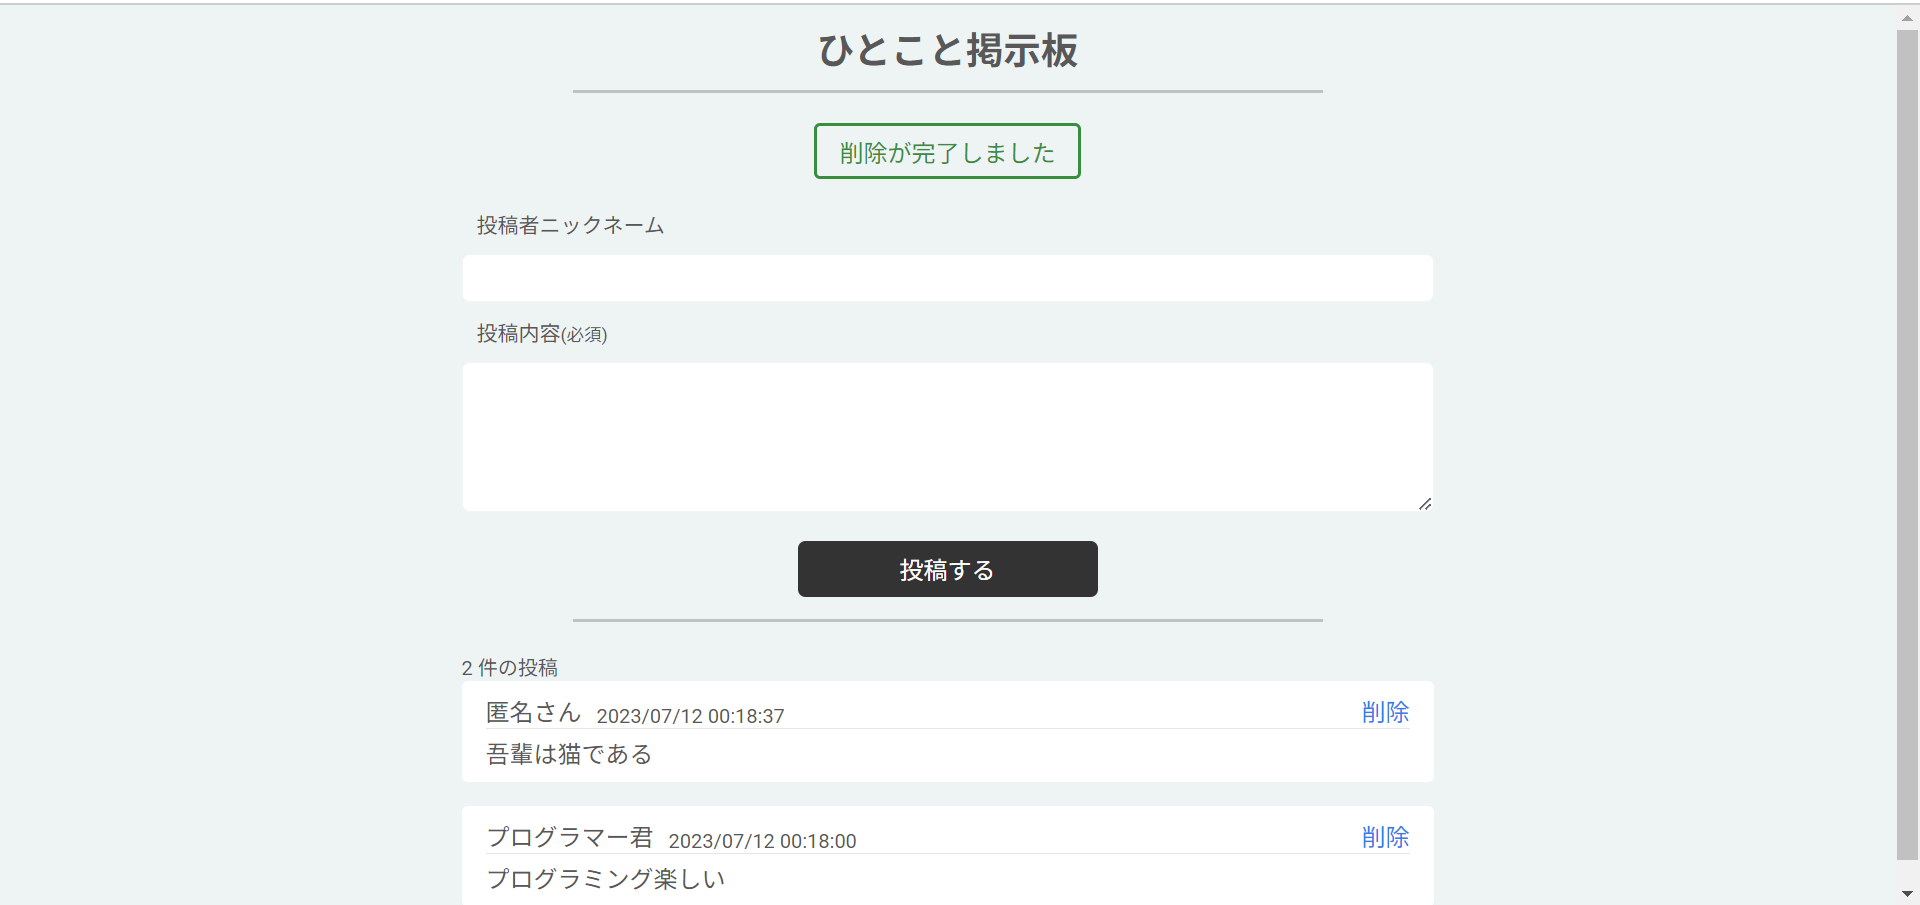 ひとこと掲示板
削除が完了しました
投稿者ニックネーム
投稿内容(必須)
投稿する
2 件の投稿
匿名さん 2023/07/12 00:18:37 削除
吾輩は猫である
プログラマー君 2023/07/12 00:18:00 削除
プログラミング楽しい